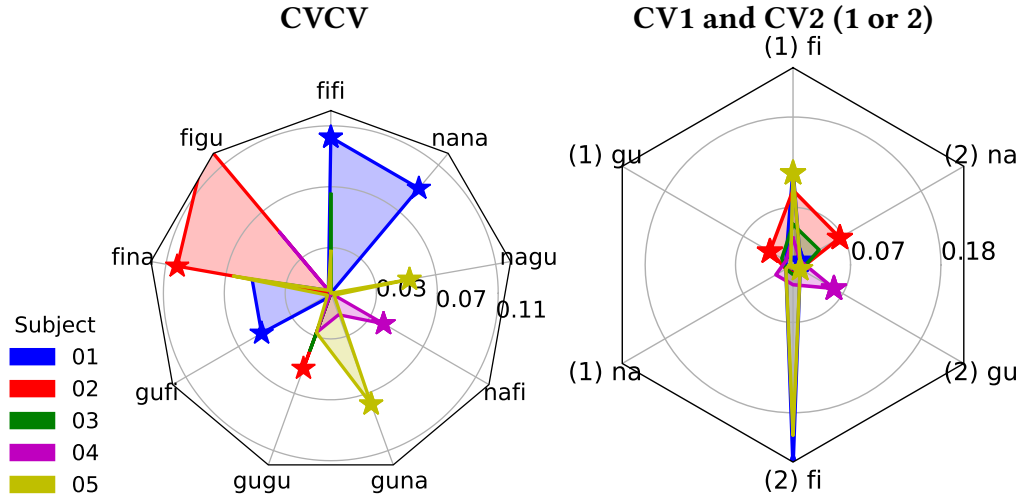 CVCV
CV1 and CV2 (1 or 2)
(1) fi
fifi
figu
nana
(1) gu
(2) na
fina
nagu
0.03
0.07
0.11
0.07
0.18
Subject
01
02
03
04
05
gufi
nafi
gugu
guna
(1) na
(2) gu
(2) fi